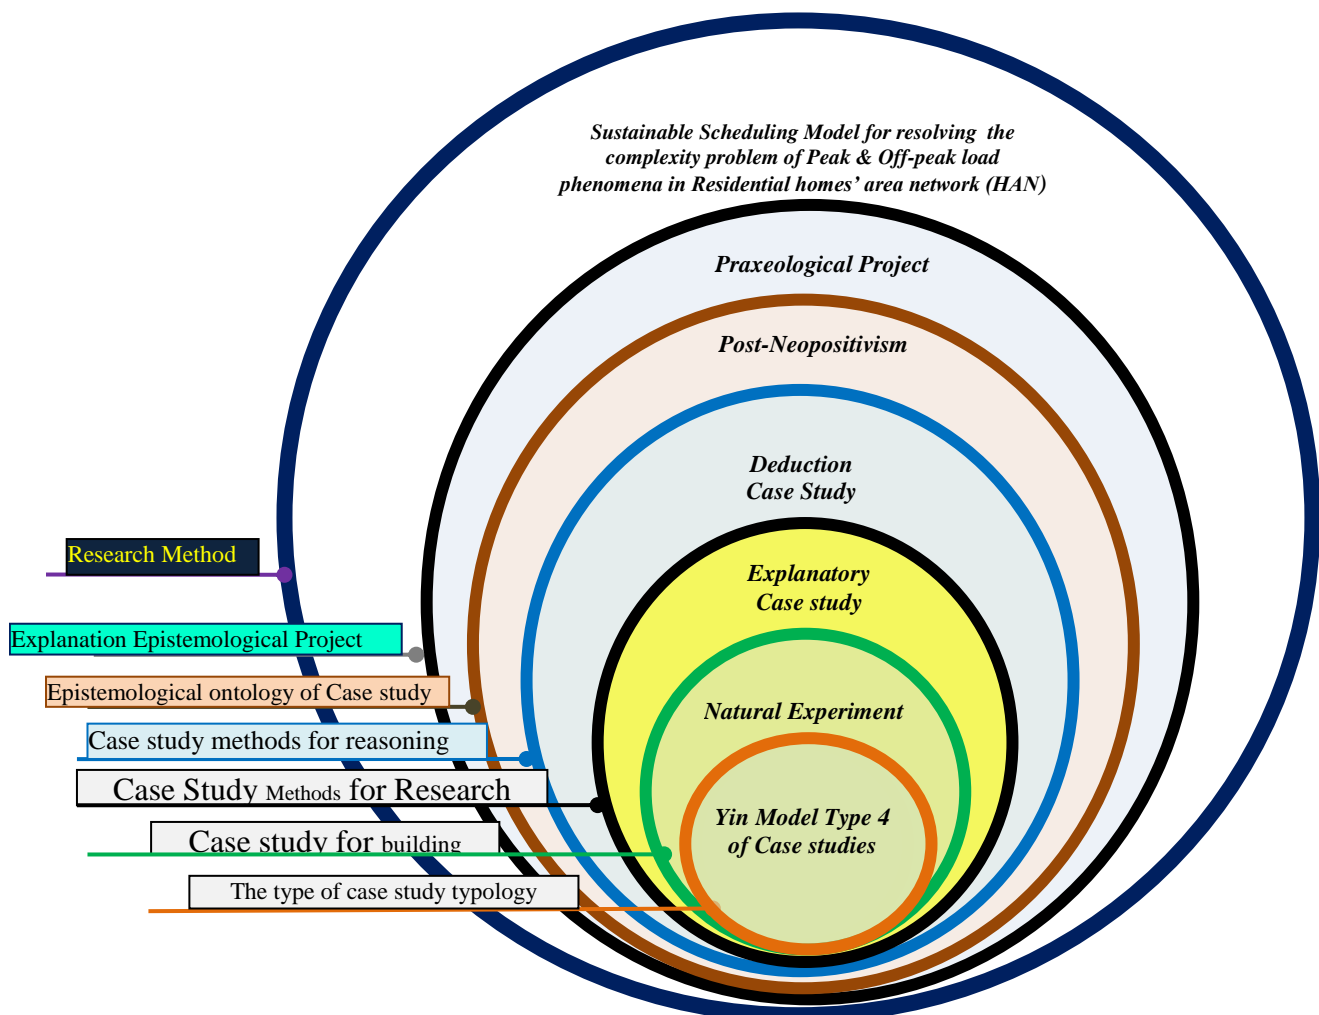 Sustainable Scheduling Model for resolving the
complexity problem of Peak & Off-peak load
phenomena in Residential homes’ area network (HAN)
Praxeological Project
Post-Neopositivism
Deduction
Case Study
Explanatory
Case study
Natural Experiment
Yin Model Type 4
of Case studies
Research Method
Explanation Epistemological Project
Epistemological ontology of Case study
Case study methods for reasoning
Case Study Methods for Research
Case study for building
The type of case study typology